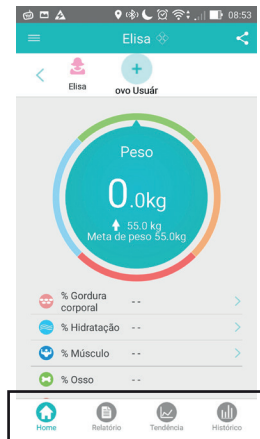 08:53
Elisa
Elisa
+
ovo Usuár
Peso
0.0kg
55.0 kg
Meta de peso 55.0kg
% Gordura
corporal
--
% Hidratação
--
% Músculo
--
% Osso
--
Home
Relatório
Tendência
Histórico